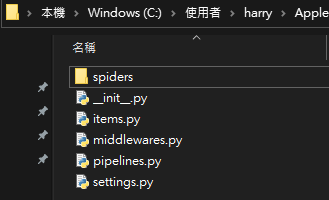 本機 > Windows (C:) > 使用者 > harry > Apple
名稱
spiders
__init__.py
items.py
middlewares.py
pipelines.py
settings.py